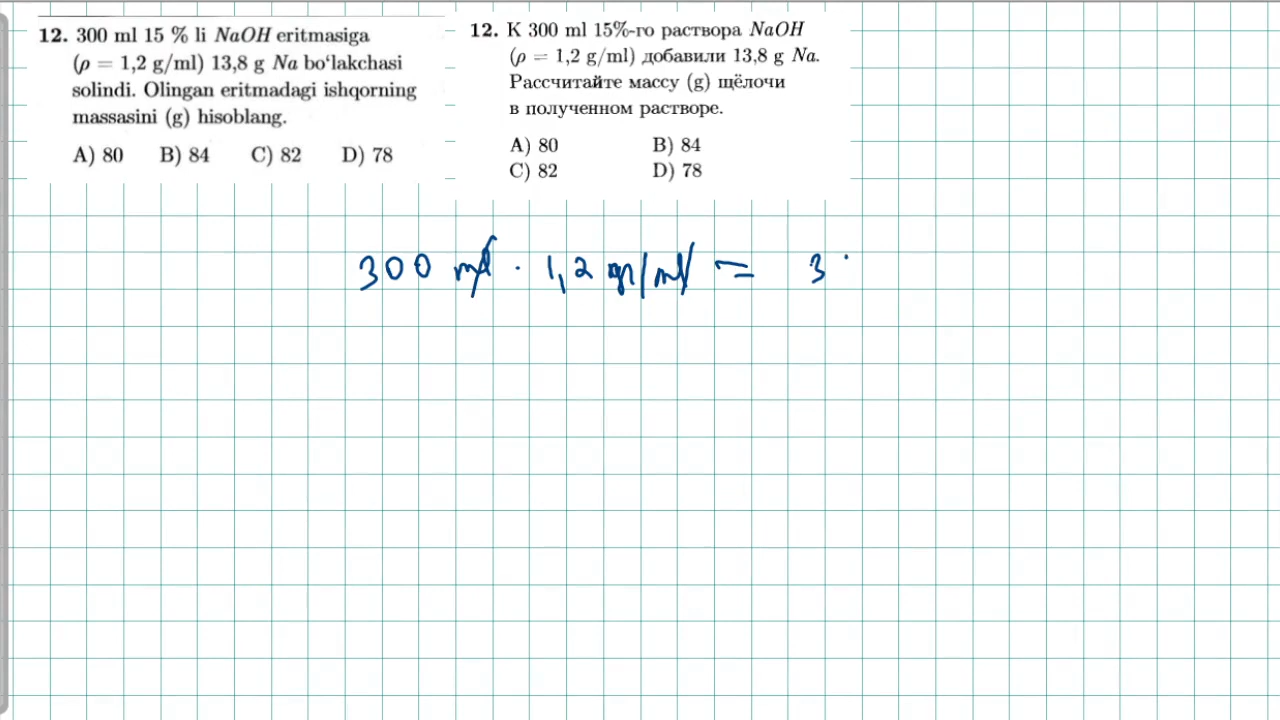 12. 300 ml 15 % li NaOH eritmasiga
(ρ = 1,2 g/ml) 13,8 g Na bo‘lakchasi
solindi. Olingan eritmadagi ishqorning
massasini (g) hisoblang.
A) 80 B) 84 C) 82 D) 78
12. К 300 ml 15%-го раствора NaOH
(ρ = 1,2 g/ml) добавили 13,8 g Na.
Рассчитайте массу (g) щёлочи
в полученном растворе.
A) 80 B) 84
C) 82 D) 78
300 ml · 1,2 gr/ml = 3